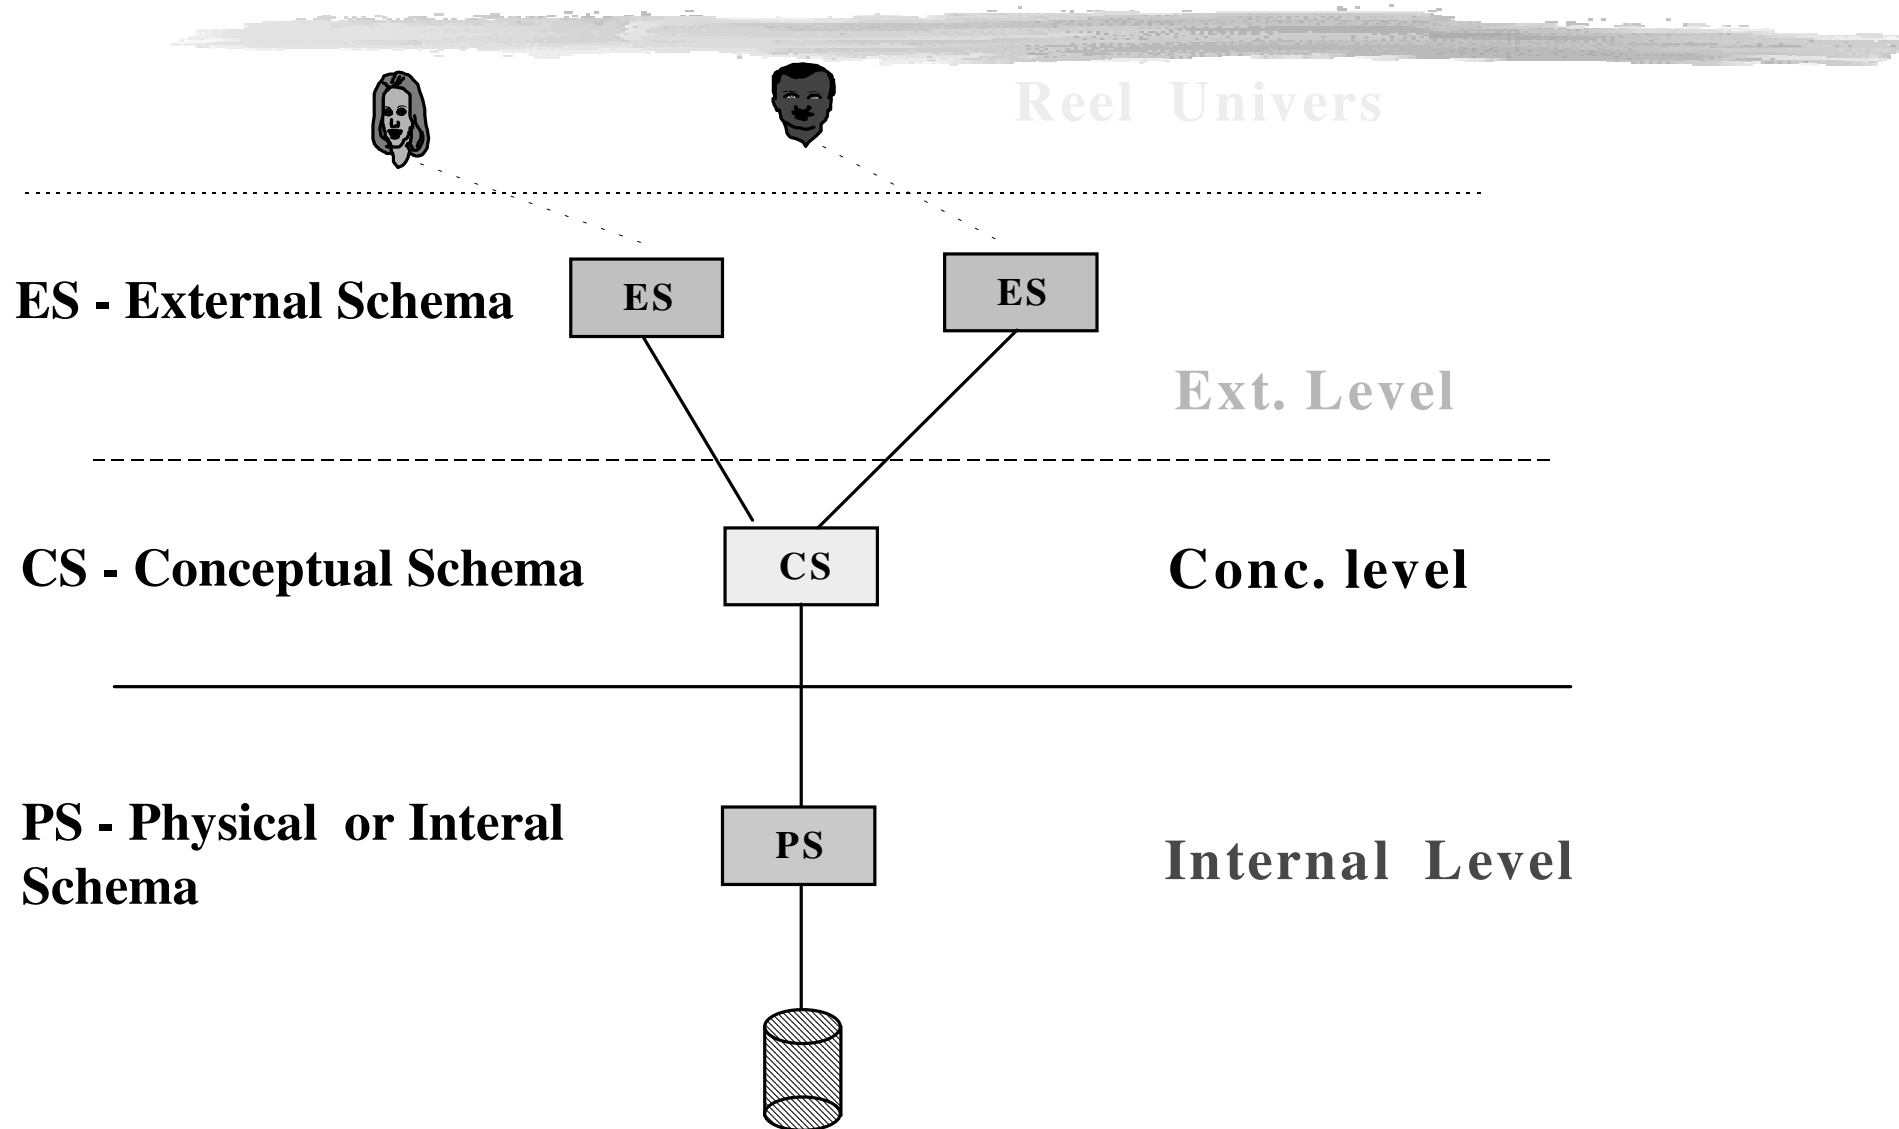 Reel Univers
ES - External Schema
ES
ES
Ext. Level
CS - Conceptual Schema
CS
Conc. level
PS - Physical or Interal
Schema
PS
Internal Level